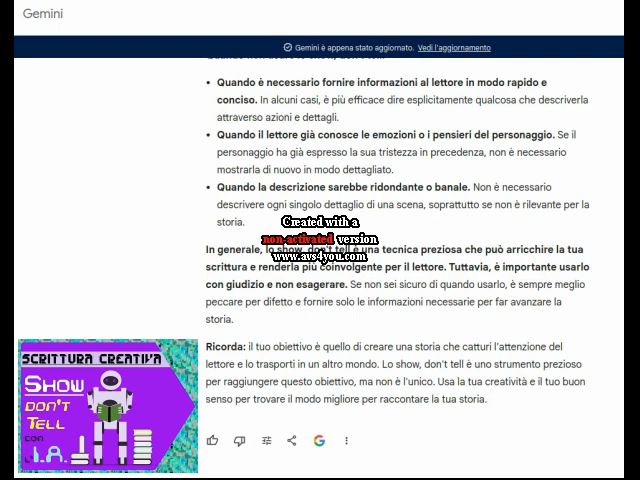 Gemini
Gemini è appena stato aggiornato. Vedi l'aggiornamento
Quando non usare lo show, don't tell:
Quando è necessario fornire informazioni al lettore in modo rapido e
conciso. In alcuni casi, è più efficace dire esplicitamente qualcosa che descriverla
attraverso azioni e dettagli.
Quando il lettore già conosce le emozioni o i pensieri del personaggio. Se il
personaggio ha già espresso la sua tristezza in precedenza, non è necessario
mostrarla di nuovo in modo dettagliato.
Quando la descrizione sarebbe ridondante o banale. Non è necessario
descrivere ogni singolo dettaglio di una scena, soprattutto se non è rilevante per la
storia.
Created with a
non-activated version
www.avs4you.com
In generale, lo show, don't tell è una tecnica preziosa che può arricchire la tua
scrittura e renderla più coinvolgente per il lettore. Tuttavia, è importante usarlo
con giudizio e non esagerare. Se non sei sicuro di quando usarlo, è sempre meglio
peccare per difetto e fornire solo le informazioni necessarie per far avanzare la
storia.
Ricorda: il tuo obiettivo è quello di creare una storia che catturi l'attenzione del
lettore e lo trasporti in un altro mondo. Lo show, don't tell è uno strumento prezioso
per raggiungere questo obiettivo, ma non è l'unico. Usa la tua creatività e il tuo buon
senso per trovare il modo migliore per raccontare la tua storia.
SCRITTURA CREATIVA
SHOW
DON'T
TELL
CON
L'I.A.